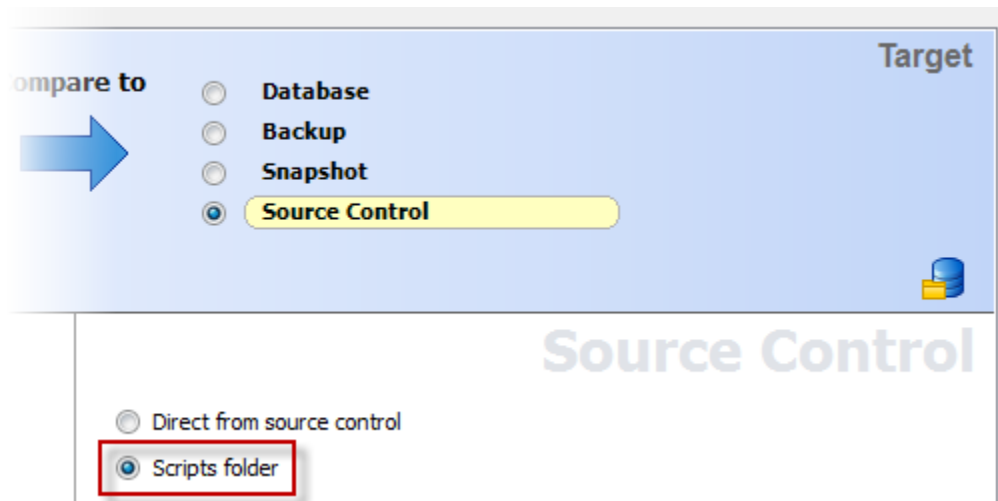 Target
ompare to
Database
Backup
Snapshot
Source Control
Source Control
Direct from source control
Scripts folder